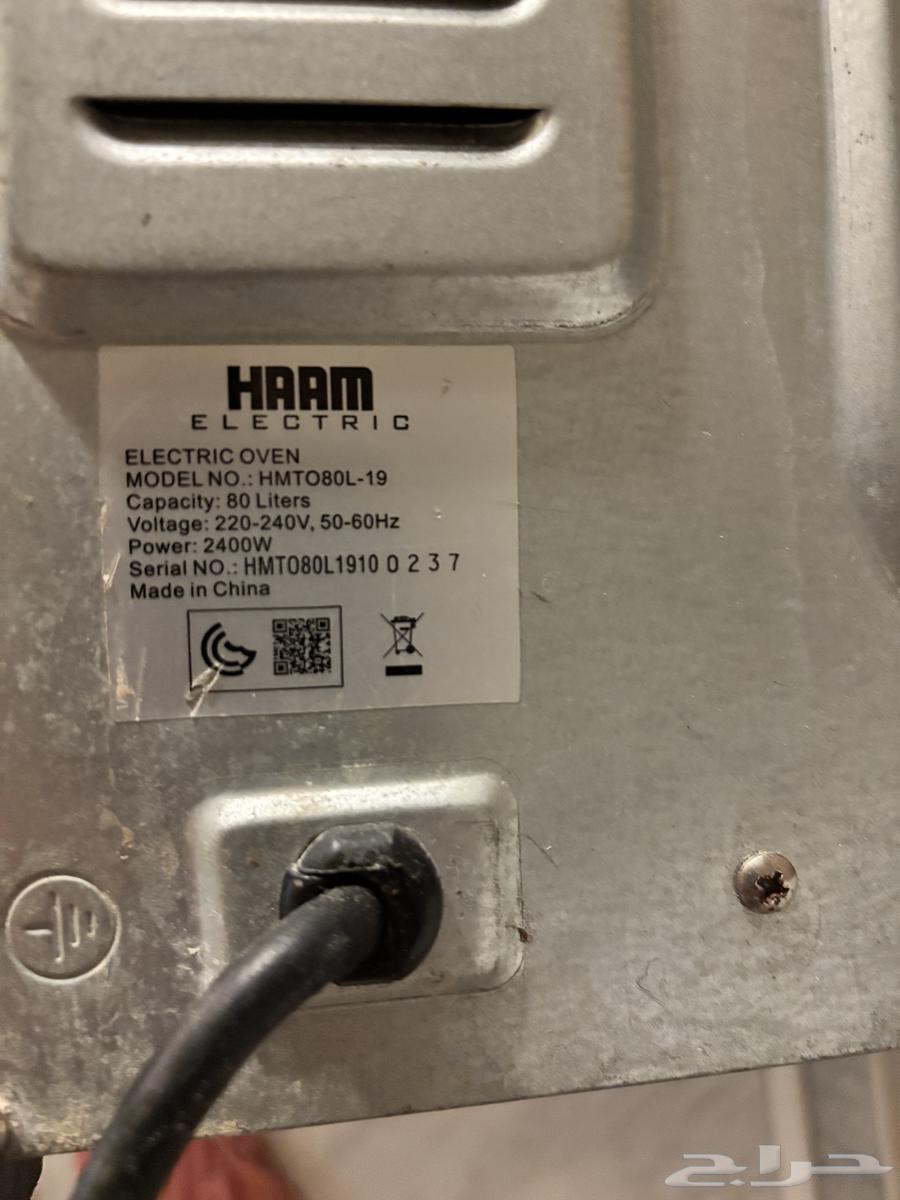 HAAM
ELECTRIC
ELECTRIC OVEN
MODEL NO.: HMTO80L-19
Capacity: 80 Liters
Voltage: 220-240V, 50-60Hz
Power: 2400W
Serial NO.: HMTO80L1910 0 2 3 7
Made in China
حراج